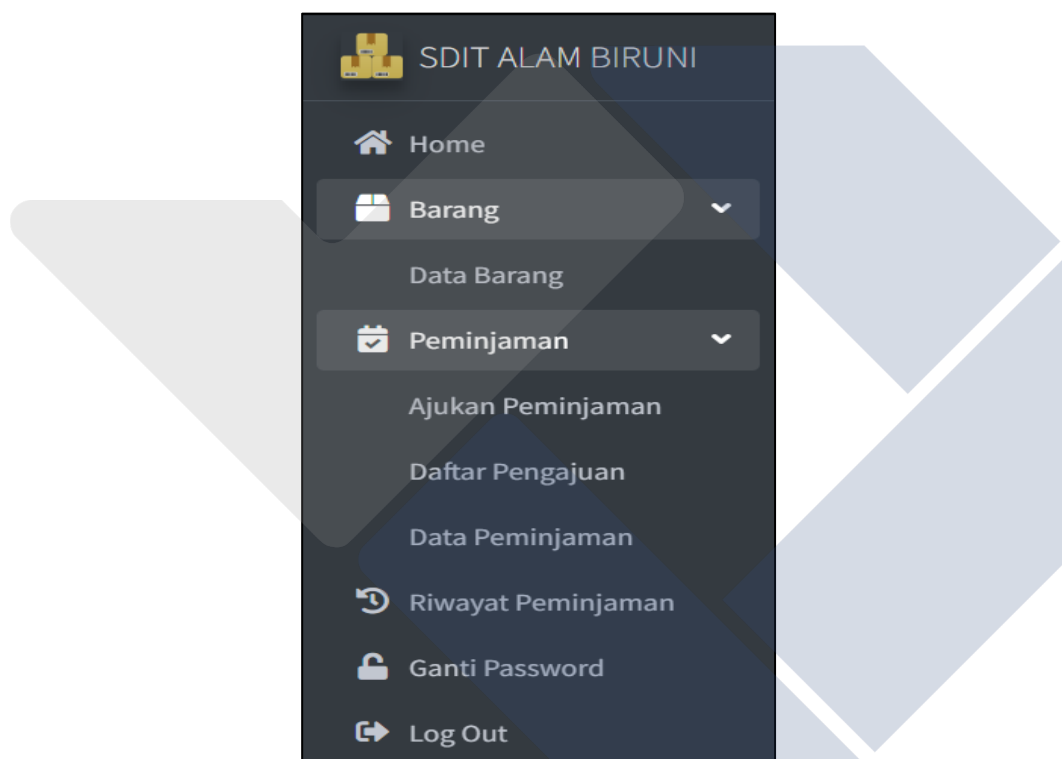 SDIT ALAM BIRUNI
Home
Barang
Data Barang
Peminjaman
Ajukan Peminjaman
Daftar Pengajuan
Data Peminjaman
Riwayat Peminjaman
Ganti Password
Log Out